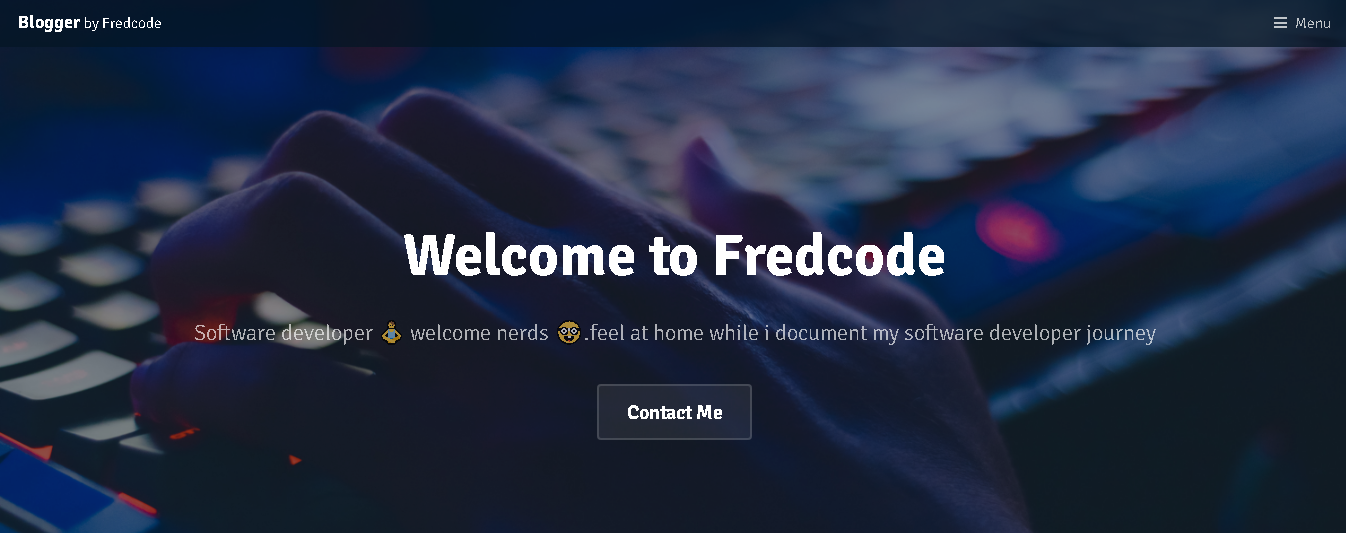 Blogger by Fredcode
Menu
Welcome to Fredcode
Software developer 🧘‍♂️ welcome nerds 🤓.feel at home while i document my software developer journey
Contact Me